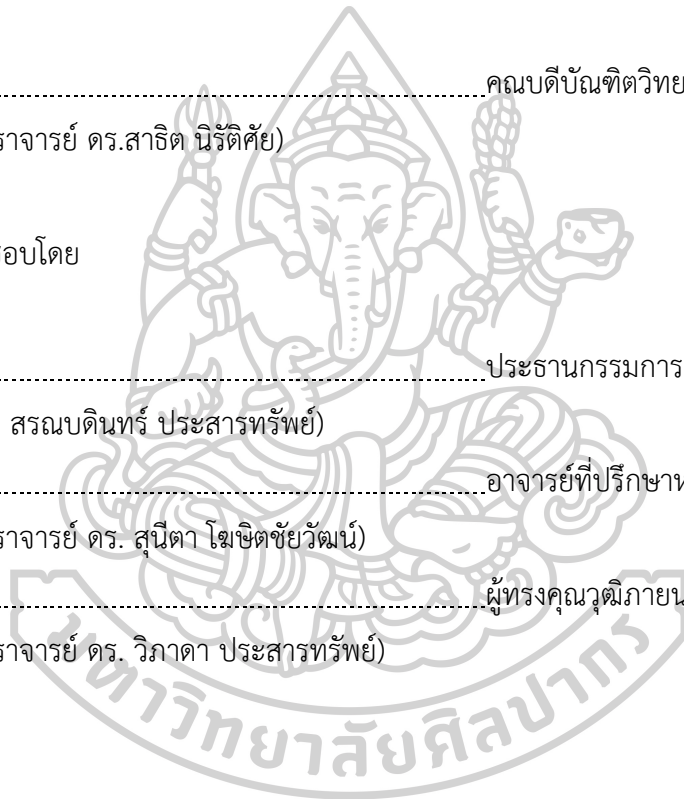 คณบดีบัณฑิตวิทย
ราจารย์ ดร.สาธิต นิรัติศัย)
สอบโดย
ประธานกรรมการ
สรณบดินทร์ ประสารทรัพย์)
อาจารย์ที่ปรึกษาห
ราจารย์ ดร. สุนีตา โฆษิตชัยวัฒน์)
ผู้ทรงคุณวุฒิภายน
ราจารย์ ดร. วิภาดา ประสารทรัพย์)
มหาวิทยาลัยศิลปากร